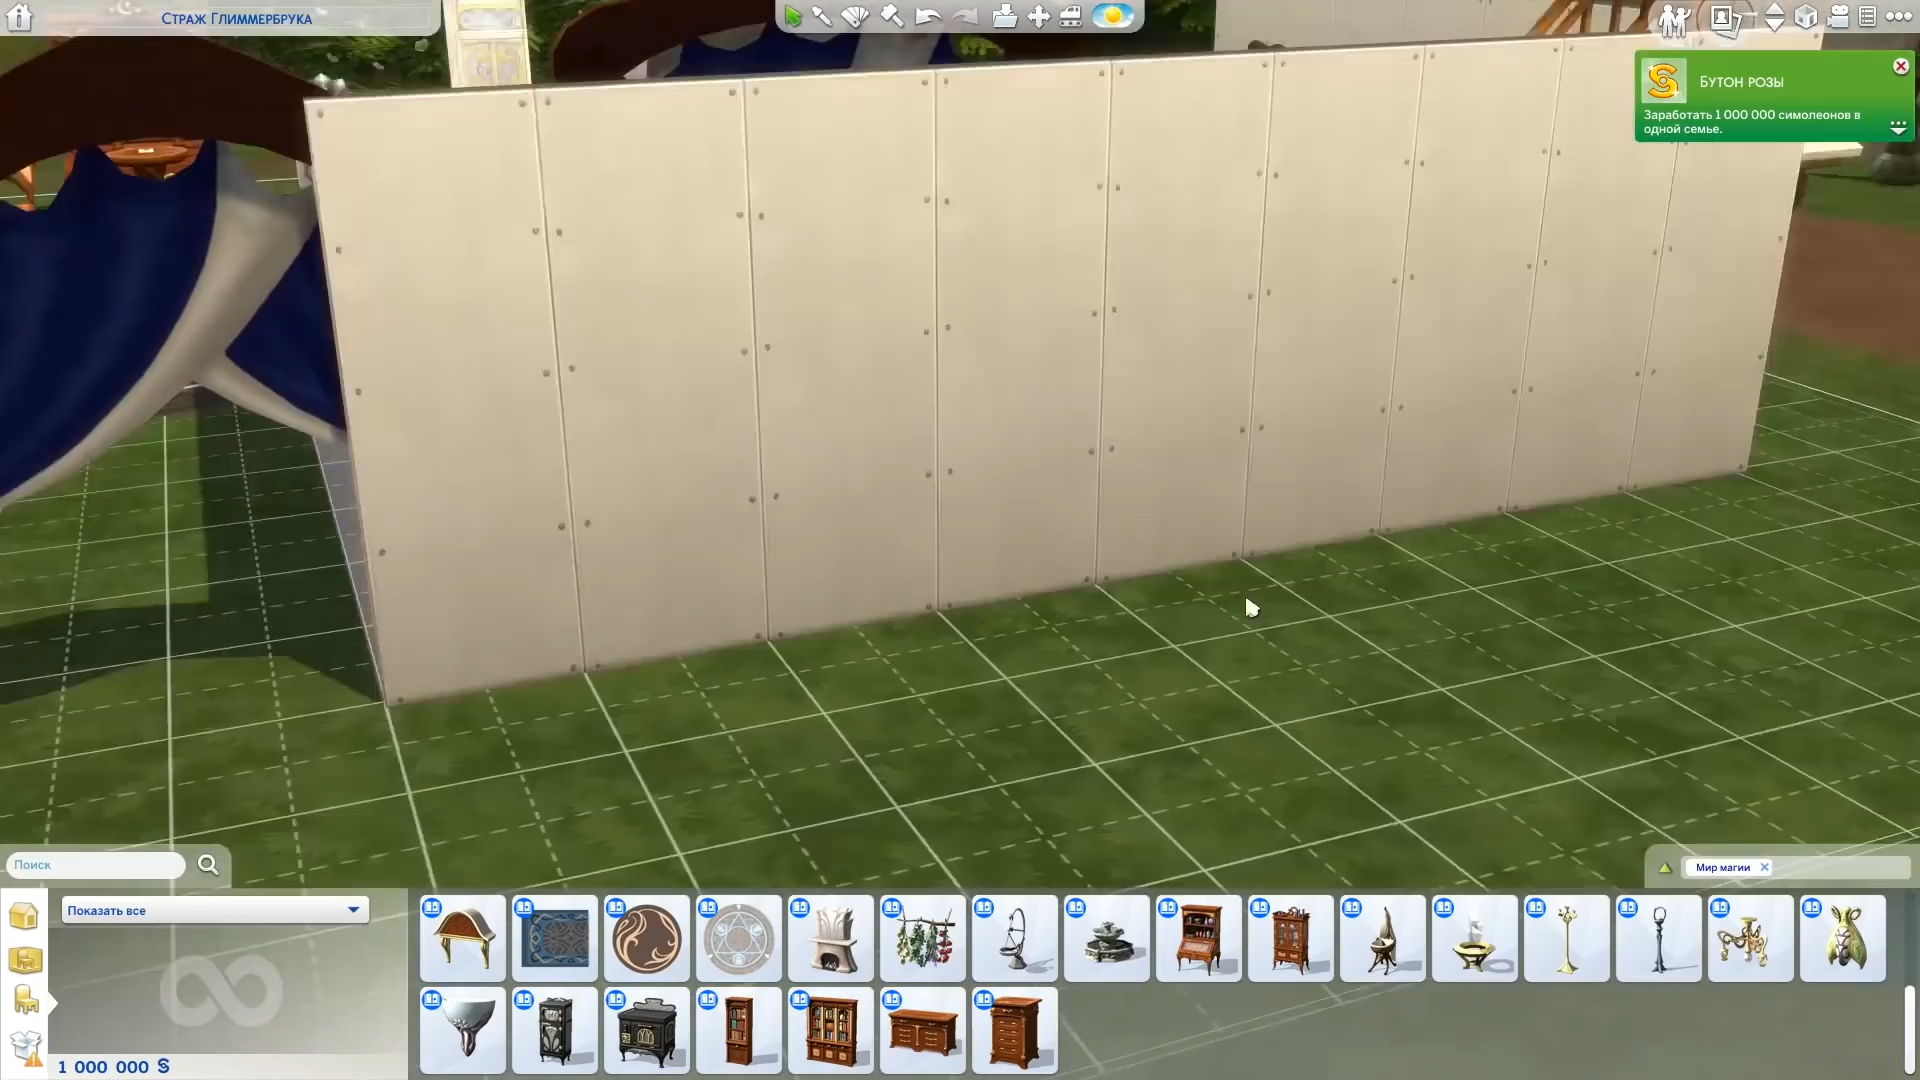 Страж Глиммербрука
Бутон розы
Заработать 1 000 000 симолеонов в
одной семье.
Поиск
Мир магии
Показать все
1 000 000 S